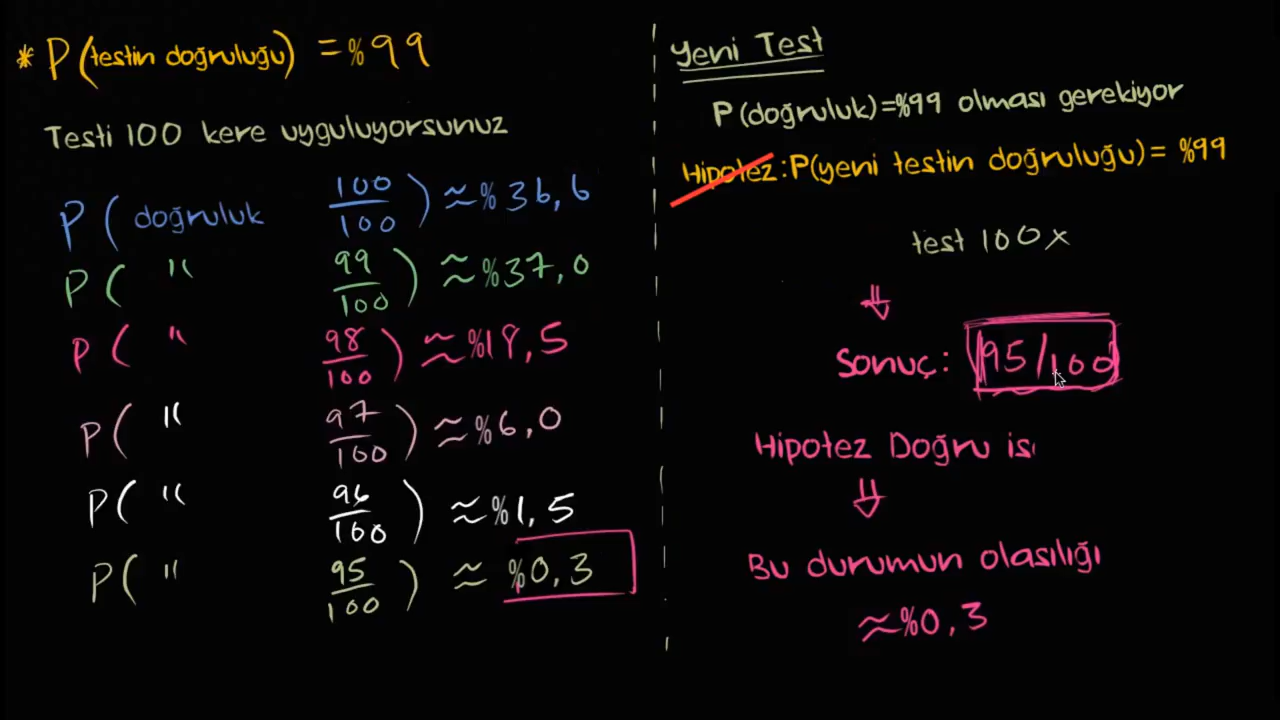 * P(testin doğruluğu) = %99
Testi 100 kere uyguluyorsunuz
P( doğruluk 100/100 ) ≈ %36,6
P( " 99/100 ) ≈ %37,0
P( " 98/100 ) ≈ %18,5
P( " 97/100 ) ≈ %6,0
P( " 96/100 ) ≈ %1,5
P( " 95/100 ) ≈ %0,3
Yeni Test
P(doğruluk)=%99 olması gerekiyor
Hipotez: P(yeni testin doğruluğu) = %99
test 100x
⇓
Sonuç: 95/100
Hipotez Doğru ise
⇓
Bu durumun olasılığı
≈%0,3